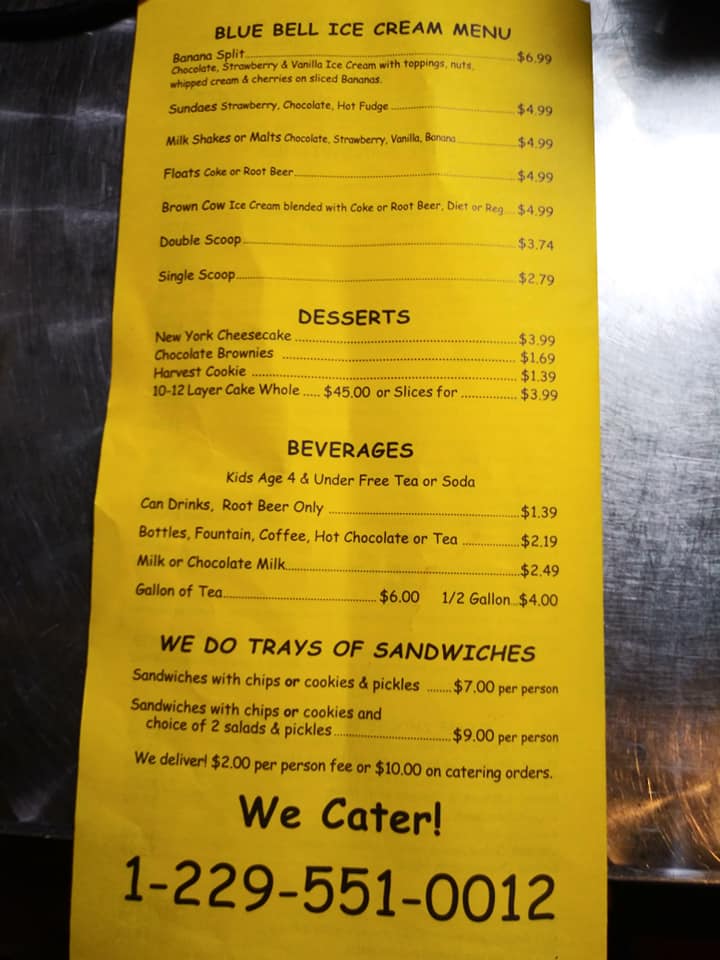 BLUE BELL ICE CREAM MENU
Banana Split $6.99
Chocolate, Strawberry & Vanilla Ice Cream with toppings, nuts,
whipped cream & cherries on sliced Bananas.
Sundaes Strawberry, Chocolate, Hot Fudge $4.99
Milk Shakes or Malts Chocolate, Strawberry, Vanilla, Banana $4.99
Floats Coke or Root Beer $4.99
Brown Cow Ice Cream blended with Coke or Root Beer, Diet or Reg $4.99
Double Scoop $3.74
Single Scoop $2.79
DESSERTS
New York Cheesecake $3.99
Chocolate Brownies $1.69
Harvest Cookie $1.39
10-12 Layer Cake Whole ..... $45.00 or Slices for $3.99
BEVERAGES
Kids Age 4 & Under Free Tea or Soda
Can Drinks, Root Beer Only $1.39
Bottles, Fountain, Coffee, Hot Chocolate or Tea $2.19
Milk or Chocolate Milk $2.49
Gallon of Tea $6.00 1/2 Gallon $4.00
WE DO TRAYS OF SANDWICHES
Sandwiches with chips or cookies & pickles $7.00 per person
Sandwiches with chips or cookies and
choice of 2 salads & pickles $9.00 per person
We deliver! $2.00 per person fee or $10.00 on catering orders.
We Cater!
1-229-551-0012